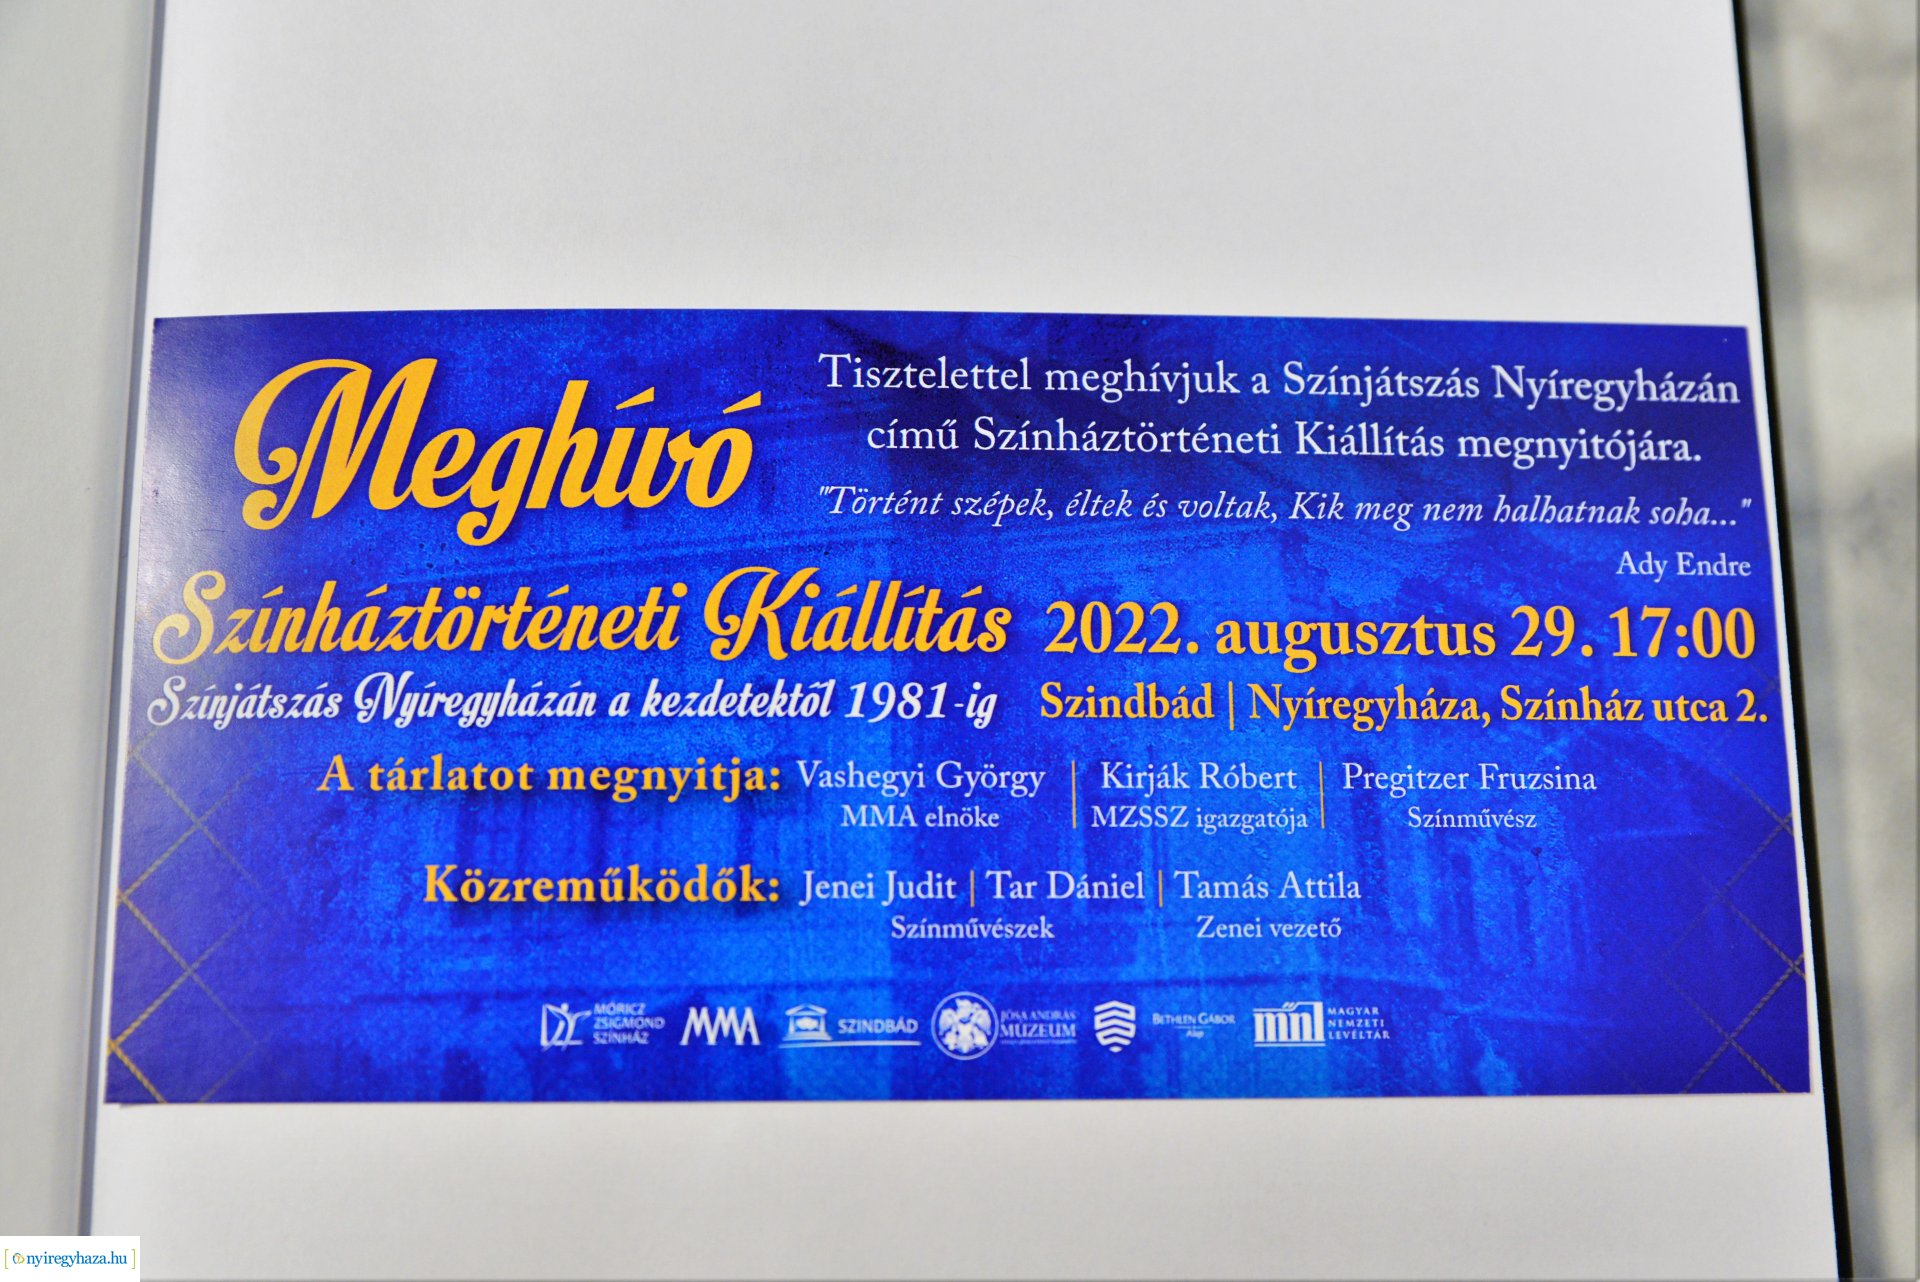 Meghívó
Tisztelettel meghívjuk a Színjátszás Nyíregyházán
című Színháztörténeti Kiállítás megnyitójára.
"Történt szépek, éltek és voltak, Kik meg nem halhatnak soha..."
Ady Endre
Színháztörténeti Kiállítás
Színjátszás Nyíregyházán a kezdetektől 1981-ig
2022. augusztus 29. 17:00
Szindbád | Nyíregyháza, Színház utca 2.
A tárlatot megnyitja: Vashegyi György | Kirják Róbert | Pregitzer Fruzsina
MMA elnöke MZSSZ igazgatója Színművész
Közreműködők: Jenei Judit | Tar Dániel | Tamás Attila
Színművészek Zenei vezető
MÓRICZ
ZSIGMOND
SZÍNHÁZ
MMA
SZINDBÁD
JÓSA ANDRÁS
MÚZEUM
BETHLEN GÁBOR
Alap
mnl
MAGYAR
NEMZETI
LEVÉLTÁR
[nyiregyhaza.hu]